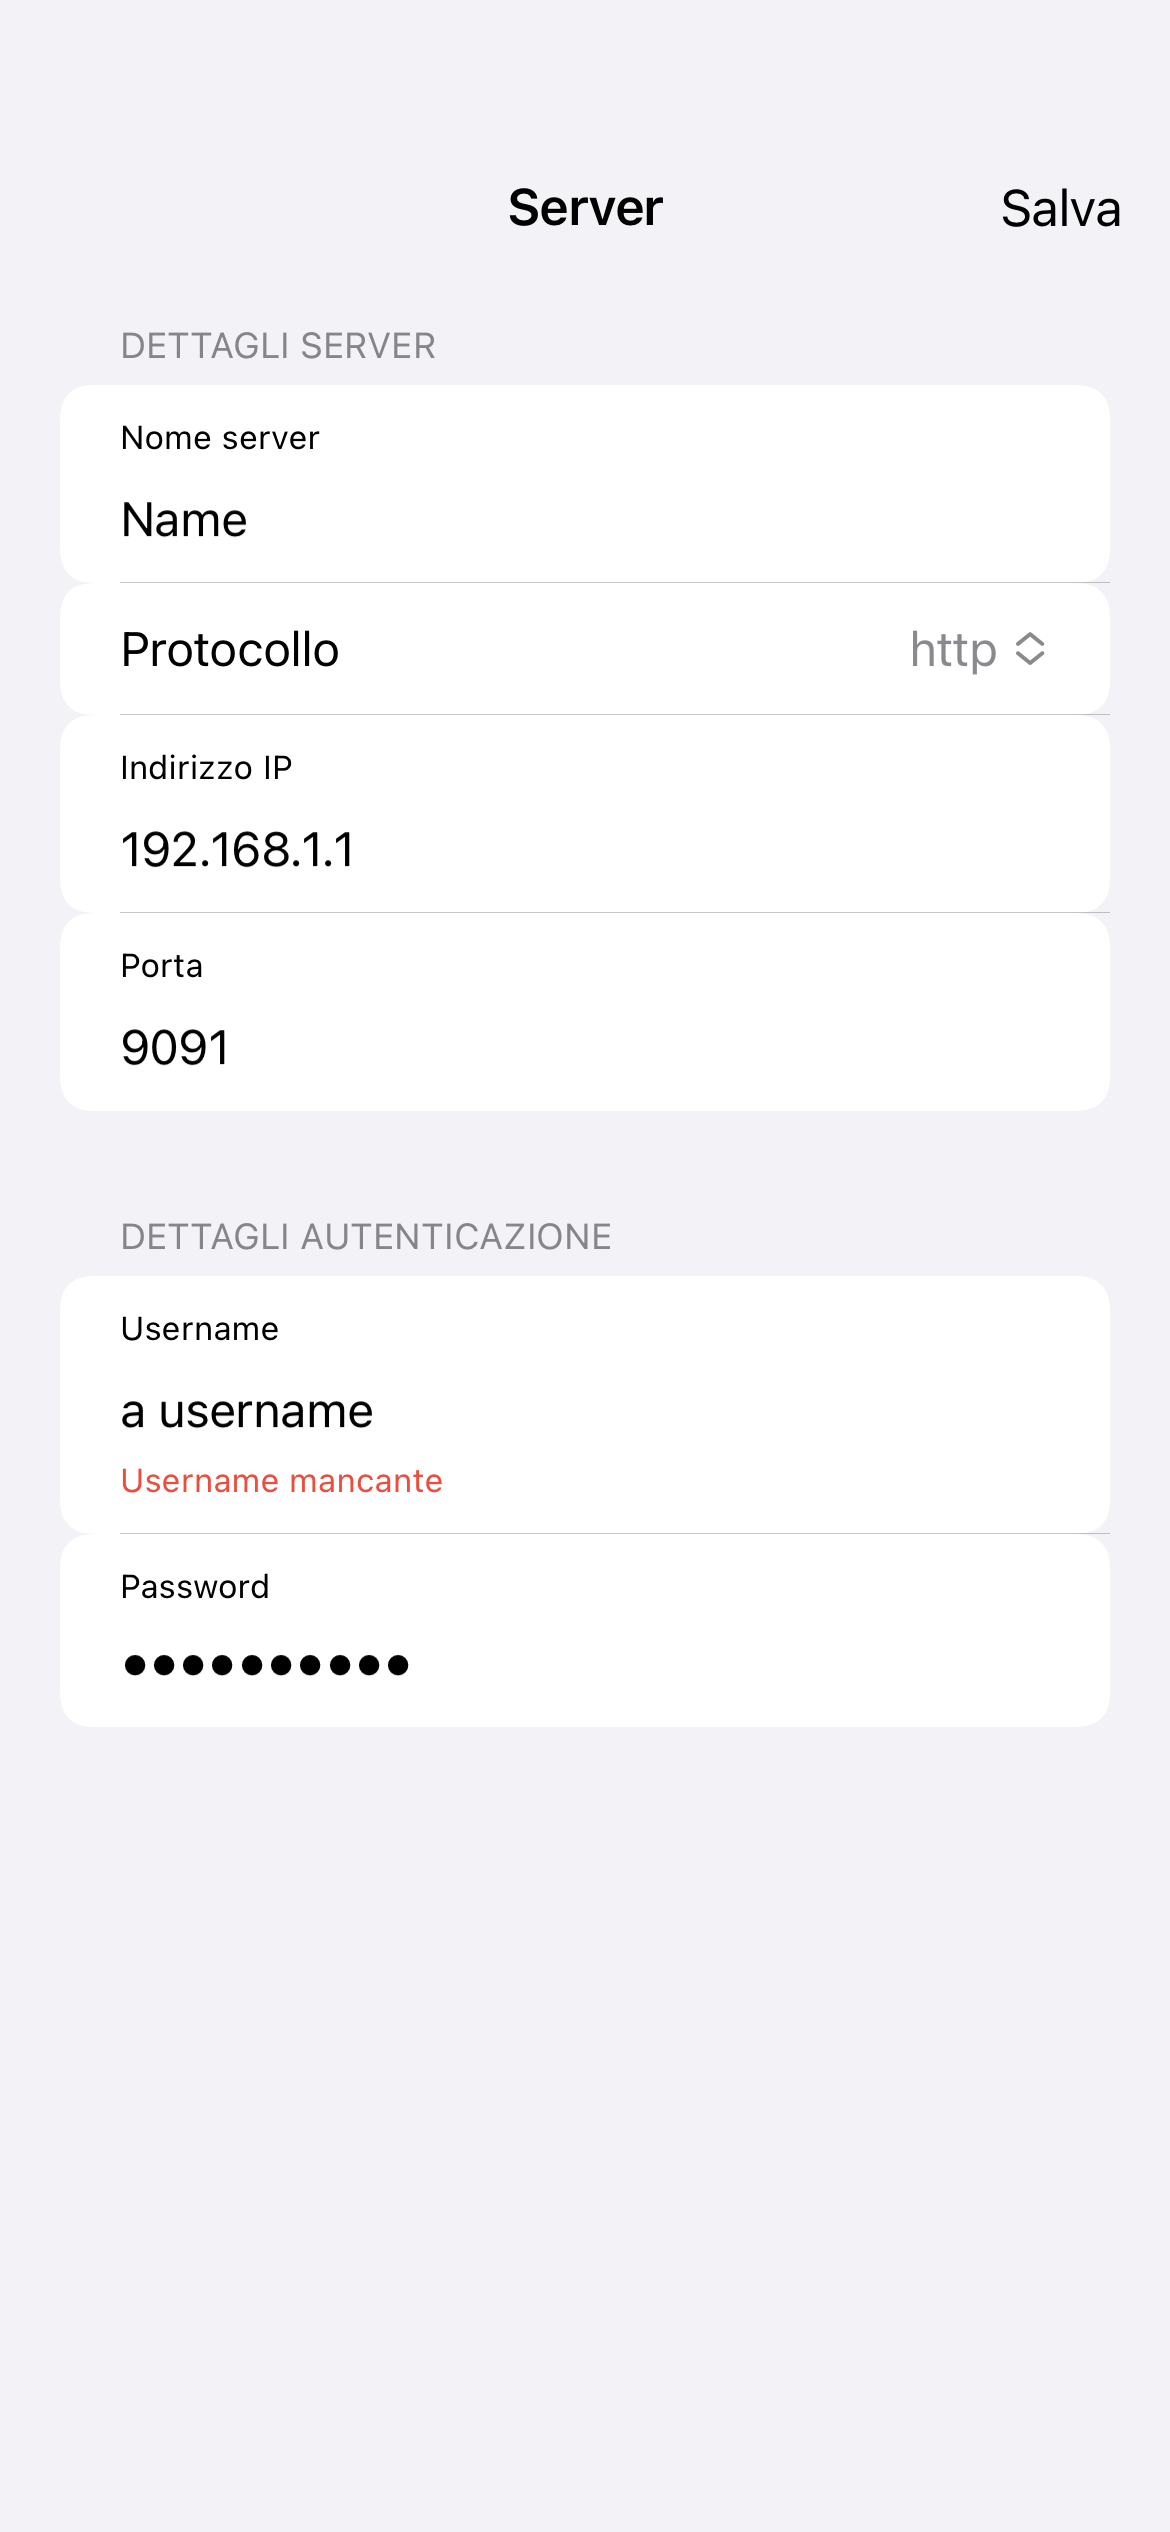 Server
Salva
DETTAGLI SERVER
Nome server
Name
Protocollo
http
Indirizzo IP
192.168.1.1
Porta
9091
DETTAGLI AUTENTICAZIONE
Username
a username
Username mancante
Password
••••••••••